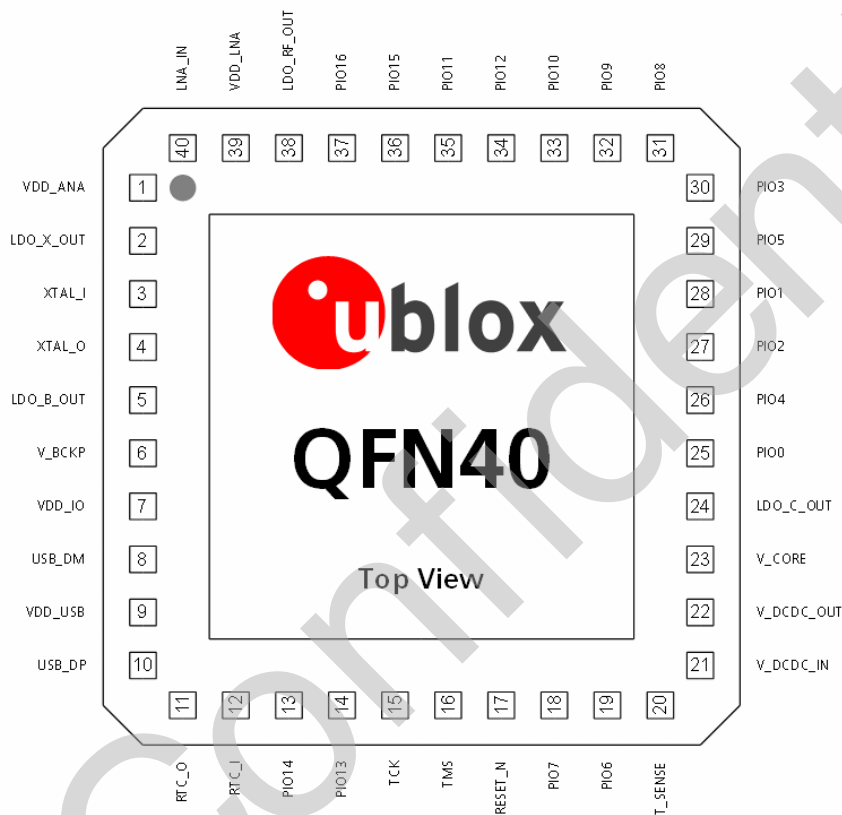 LNA_IN
VDD_LNA
LDO_RF_OUT
PIO16
PIO15
PIO11
PIO12
PIO10
PIO9
PIO8
40
39
38
37
36
35
34
33
32
31
VDD_ANA 1
30 PIO3
LDO_X_OUT 2
29 PIO5
XTAL_I 3
28 PIO1
XTAL_O 4
27 PIO2
LDO_B_OUT 5
26 PIO4
V_BCKP 6
25 PIO0
VDD_IO 7
24 LDO_C_OUT
USB_DM 8
23 V_CORE
VDD_USB 9
22 V_DCDC_OUT
USB_DP 10
21 V_DCDC_IN
ublox
QFN40
Top View
11
12
13
14
15
16
17
18
19
20
RTC_O
RTC_I
PIO14
PIO13
TCK
TMS
RESET_N
PIO7
PIO6
T_SENSE
Confident